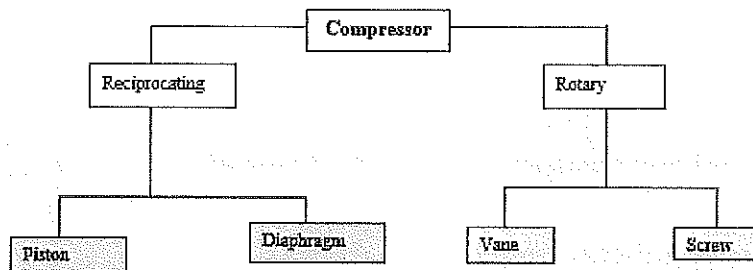 Compressor
Reciprocating
Rotary
Piston
Diaphragm
Vane
Screw